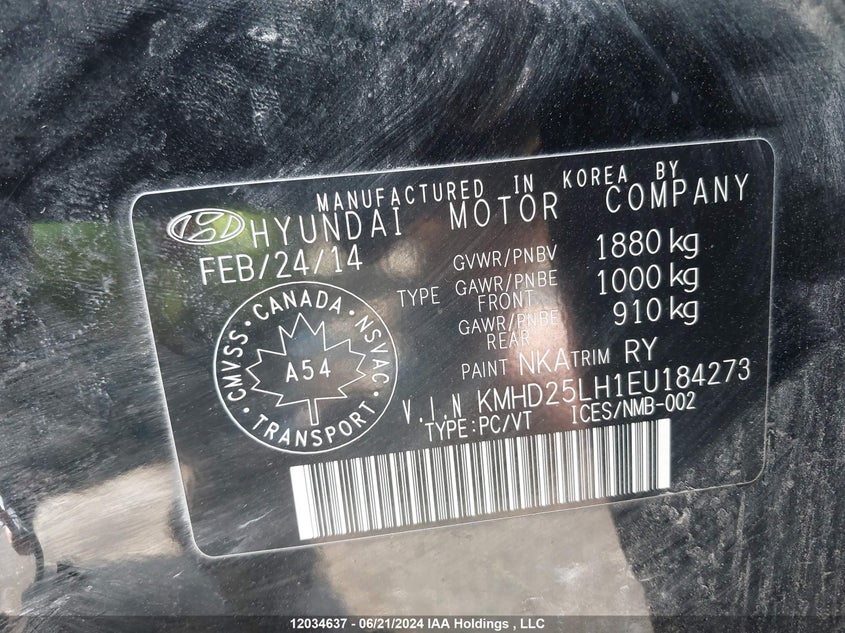 MANUFACTURED IN KOREA BY
HYUNDAI MOTOR COMPANY
FEB/24/14
GVWR/PNBV 1880 kg
TYPE GAWR/PNBE FRONT 1000 kg
GAWR/PNBE REAR 910 kg
PAINT NKA TRIM RY
V.I.N KMHD25LH1EU184273
TYPE:PC/VT ICES/NMB-002
CMVSS · CANADA · NSVAC
A54
TRANSPORT
12034637 - 06/21/2024 IAA Holdings , LLC